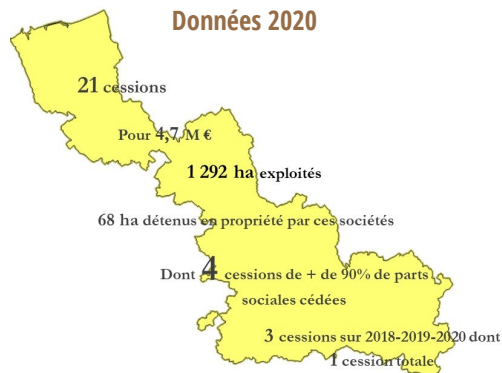 Données 2020
21 cessions
Pour 4,7 M €
1 292 ha exploités
68 ha détenus en propriété par ces sociétés
Dont 4 cessions de + de 90% de parts
sociales cédées
3 cessions sur 2018-2019-2020 dont
1 cession totale